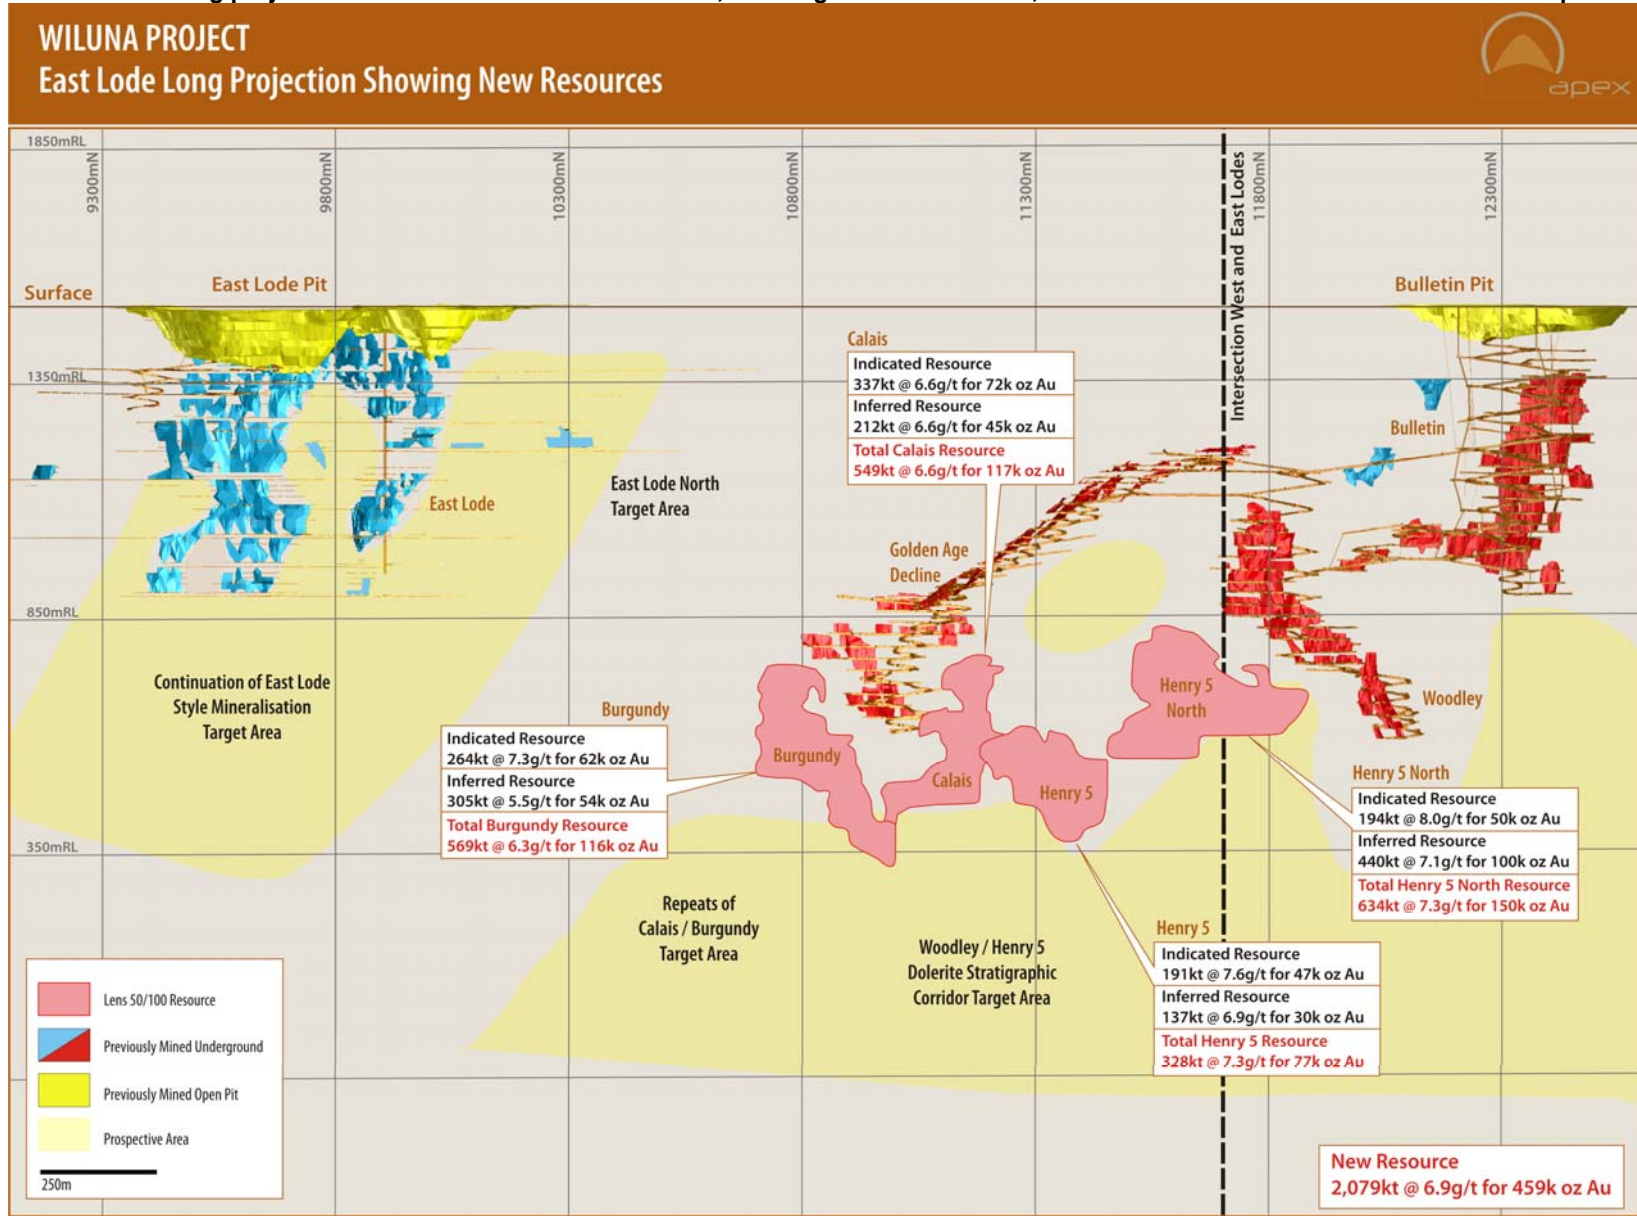 WILUNA PROJECT
East Lode Long Projection Showing New Resources
apex
1850mRL
9300mN
9800mN
10300mN
10800mN
11300mN
Intersection West and East Lodes
11800mN
12300mN
Surface
East Lode Pit
Bulletin Pit
Calais
Indicated Resource
337kt @ 6.6g/t for 72k oz Au
Inferred Resource
212kt @ 6.6g/t for 45k oz Au
Total Calais Resource
549kt @ 6.6g/t for 117k oz Au
1350mRL
Bulletin
East Lode
East Lode North
Target Area
Golden Age
Decline
850mRL
Continuation of East Lode
Style Mineralisation
Target Area
Burgundy
Indicated Resource
264kt @ 7.3g/t for 62k oz Au
Inferred Resource
305kt @ 5.5g/t for 54k oz Au
Total Burgundy Resource
569kt @ 6.3g/t for 116k oz Au
Burgundy
Calais
Henry 5
Henry 5
North
Woodley
Henry 5 North
Indicated Resource
194kt @ 8.0g/t for 50k oz Au
Inferred Resource
440kt @ 7.1g/t for 100k oz Au
Total Henry 5 North Resource
634kt @ 7.3g/t for 150k oz Au
350mRL
Repeats of
Calais / Burgundy
Target Area
Woodley / Henry 5
Dolerite Stratigraphic
Corridor Target Area
Henry 5
Indicated Resource
191kt @ 7.6g/t for 47k oz Au
Inferred Resource
137kt @ 6.9g/t for 30k oz Au
Total Henry 5 Resource
328kt @ 7.3g/t for 77k oz Au
Lens 50/100 Resource
Previously Mined Underground
Previously Mined Open Pit
Prospective Area
250m
New Resource
2,079kt @ 6.9g/t for 459k oz Au